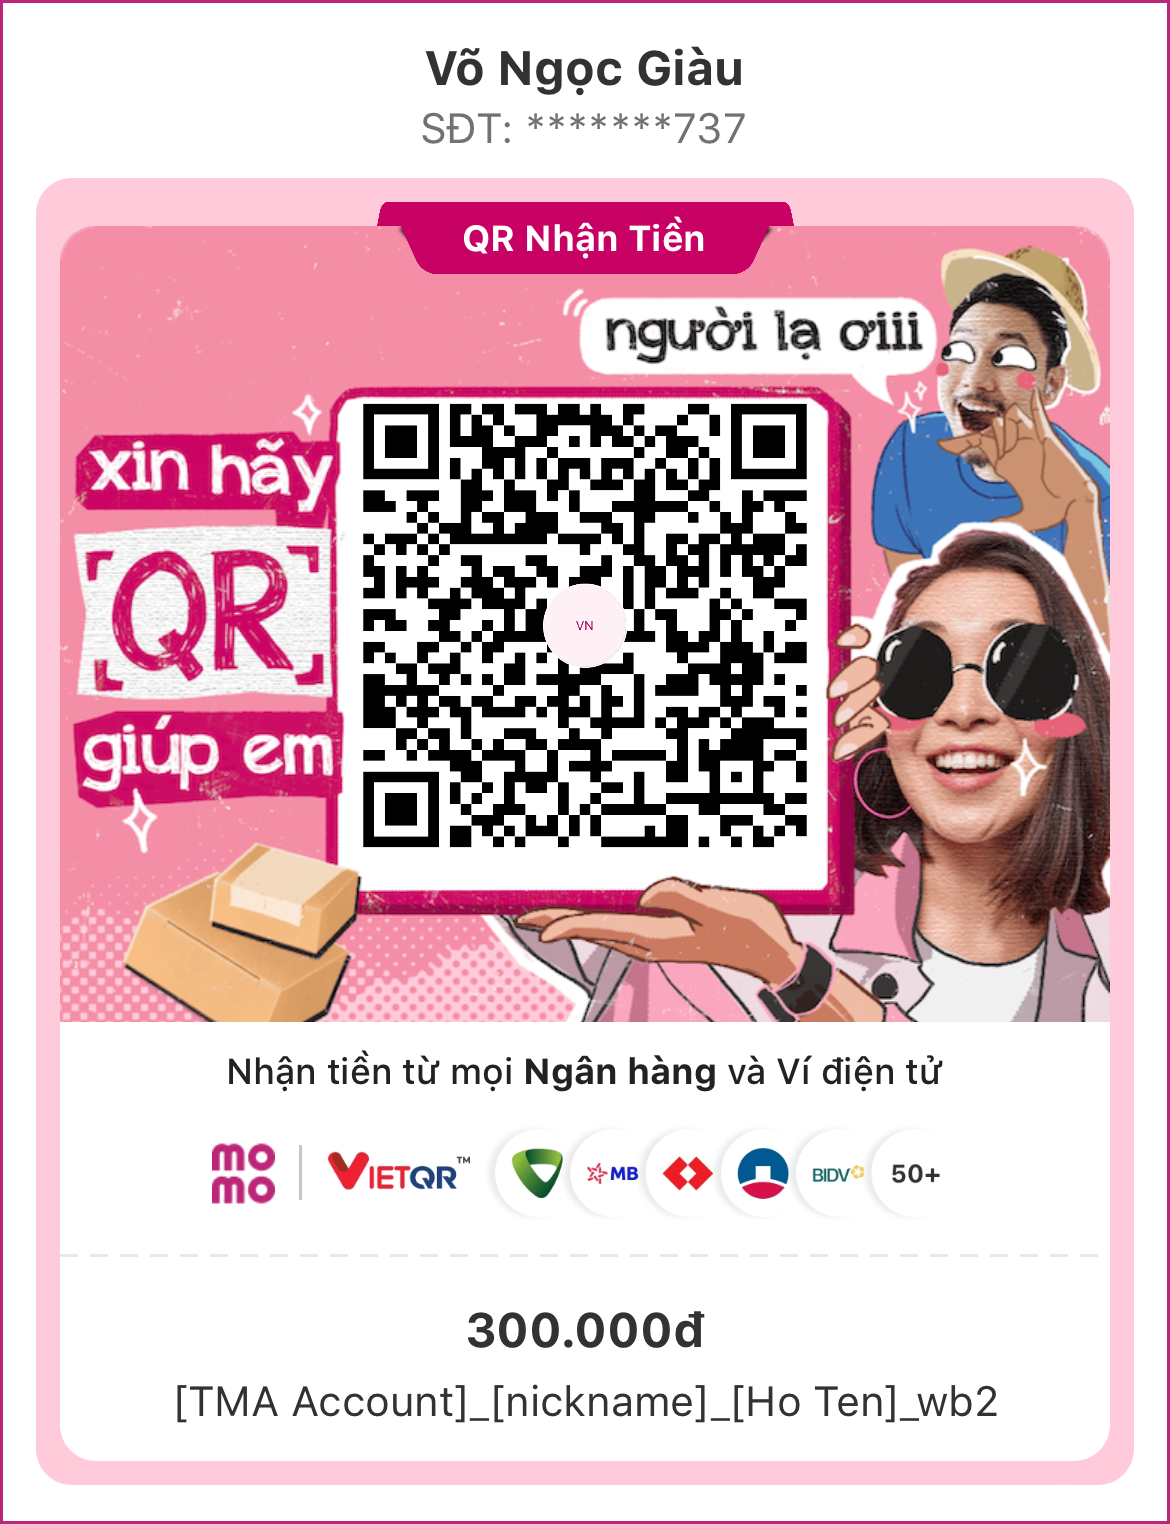 Võ Ngọc Giàu
SĐT: *******737
QR Nhận Tiền
người lạ ơiii
xin hãy
QR
giúp em
VN
Nhận tiền từ mọi Ngân hàng và Ví điện tử
mo
mo
VIETQR™
MB
BIDV
50+
300.000đ
[TMA Account]_[nickname]_[Ho Ten]_wb2